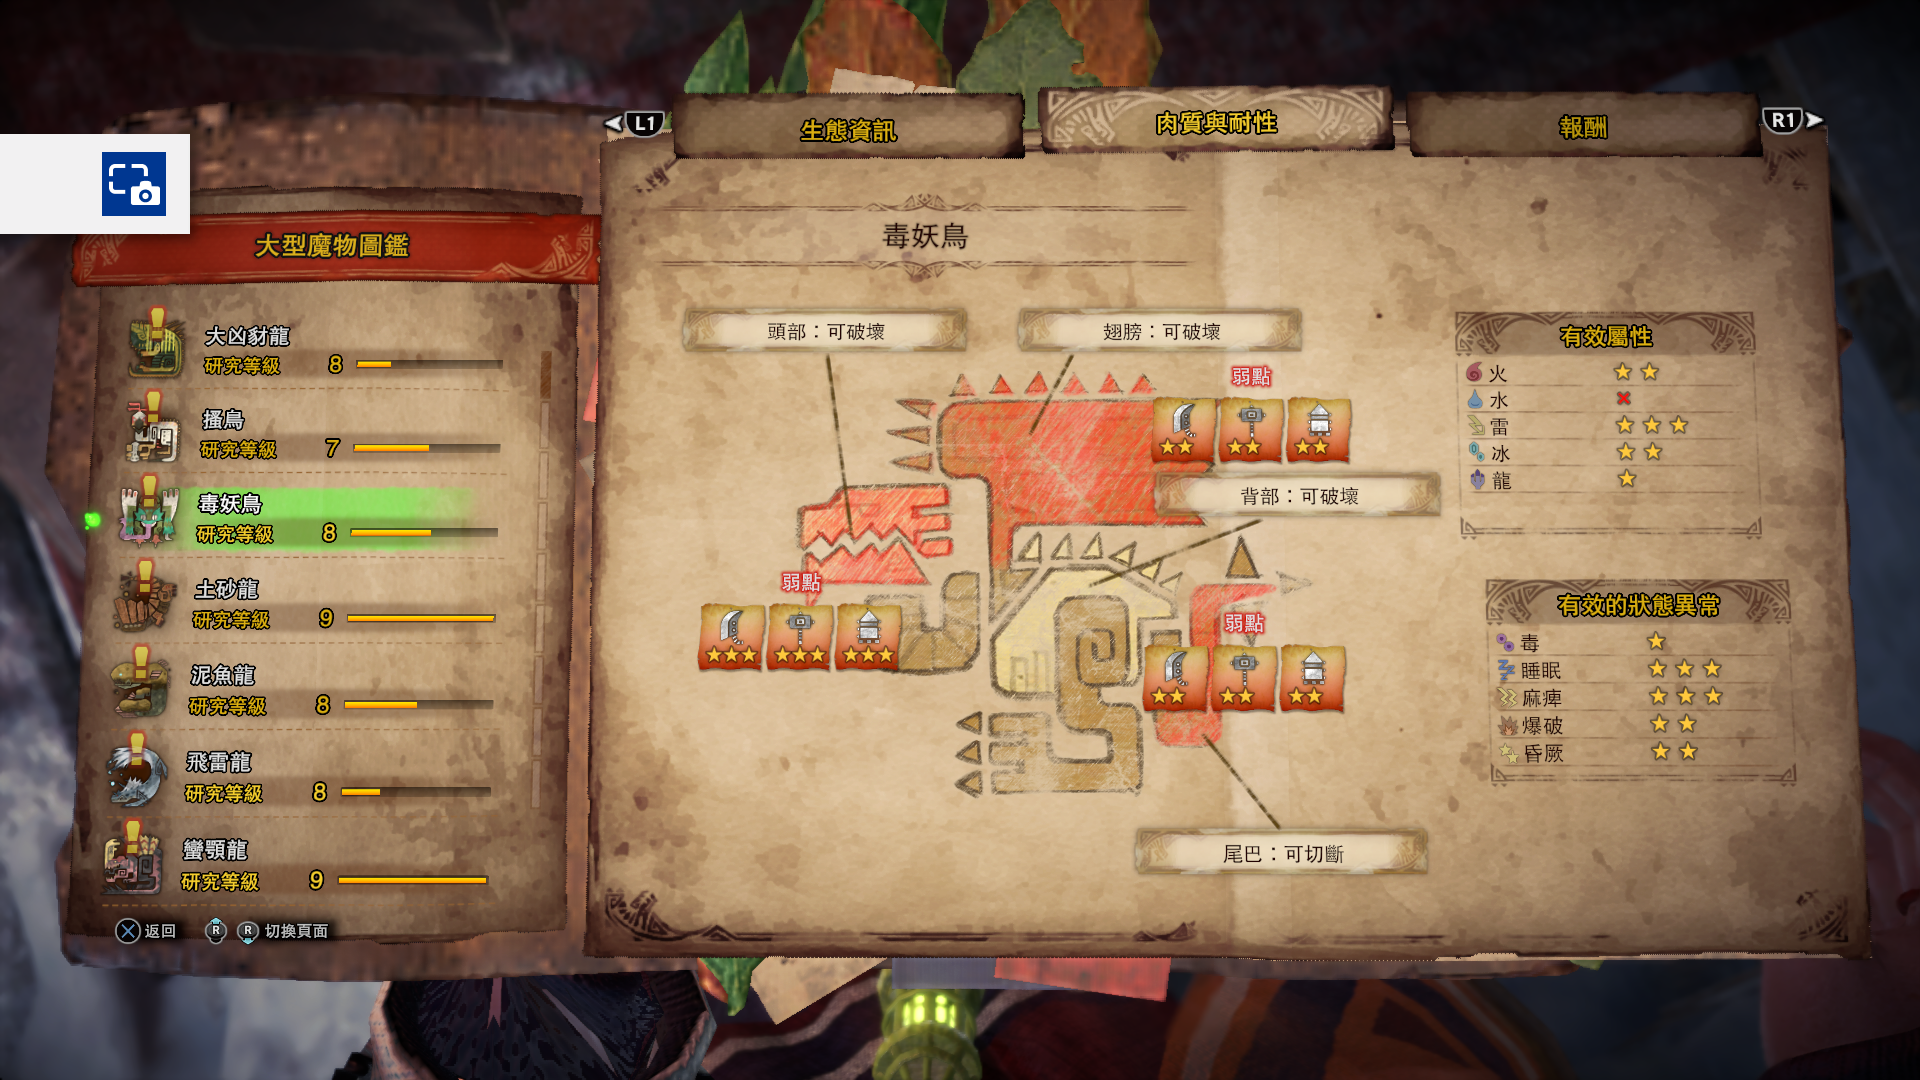 L1
生態資訊
肉質與耐性
報酬
R1
大型魔物圖鑑
大凶豺龍
研究等級 8
搔鳥
研究等級 7
毒妖鳥
研究等級 8
土砂龍
研究等級 9
泥魚龍
研究等級 8
飛雷龍
研究等級 8
蠻顎龍
研究等級 9
返回 R R 切換頁面
毒妖鳥
頭部：可破壞
翅膀：可破壞
弱點
背部：可破壞
弱點
弱點
尾巴：可切斷
有效屬性
火
水
雷
冰
龍
有效的狀態異常
毒
睡眠
麻痺
爆破
昏厥